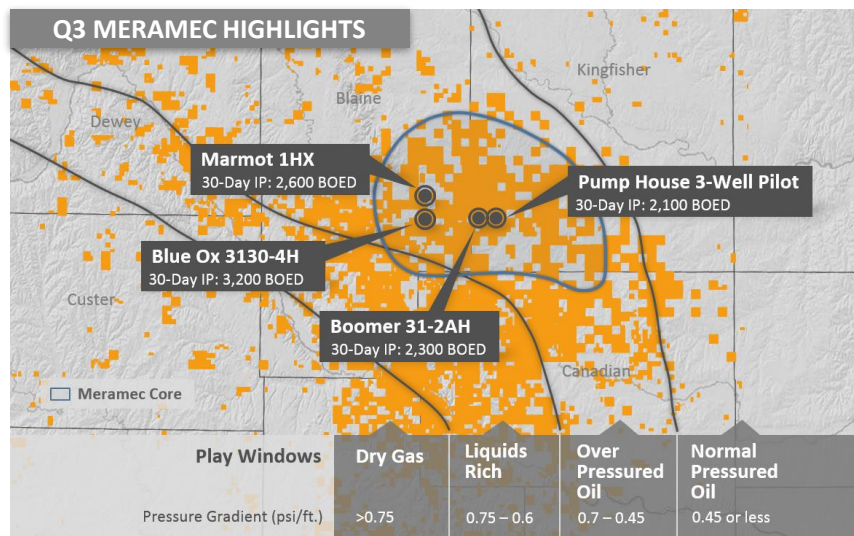 Q3 MERAMEC HIGHLIGHTS
Kingfisher
Blaine
Dewey
Marmot 1HX
30-Day IP: 2,600 BOED
Pump House 3-Well Pilot
30-Day IP: 2,100 BOED
Blue Ox 3130-4H
30-Day IP: 3,200 BOED
Custer
Boomer 31-2AH
30-Day IP: 2,300 BOED
Canadian
Meramec Core
Play Windows
Dry Gas
Liquids
Rich
Over
Pressured
Oil
Normal
Pressured
Oil
Pressure Gradient (psi/ft.)
>0.75
0.75 – 0.6
0.7 – 0.45
0.45 or less